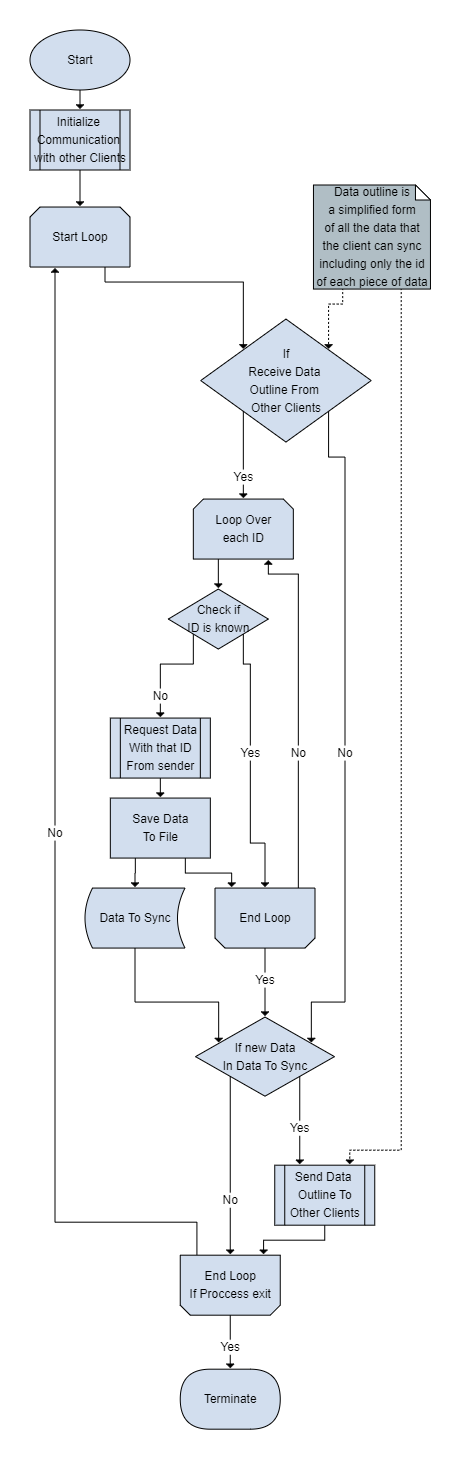 Start
Initialize
Communication
with other Clients
Start Loop
Data outline is
a simplified form
of all the data that
the client can sync
including only the id
of each piece of data
If
Receive Data
Outline From
Other Clients
Yes
Loop Over
each ID
Check if
ID is known
No
Request Data
With that ID
From sender
Yes
No
No
Save Data
To File
No
Data To Sync
End Loop
Yes
If new Data
In Data To Sync
Yes
Send Data
Outline To
Other Clients
No
End Loop
If Proccess exit
Yes
Terminate